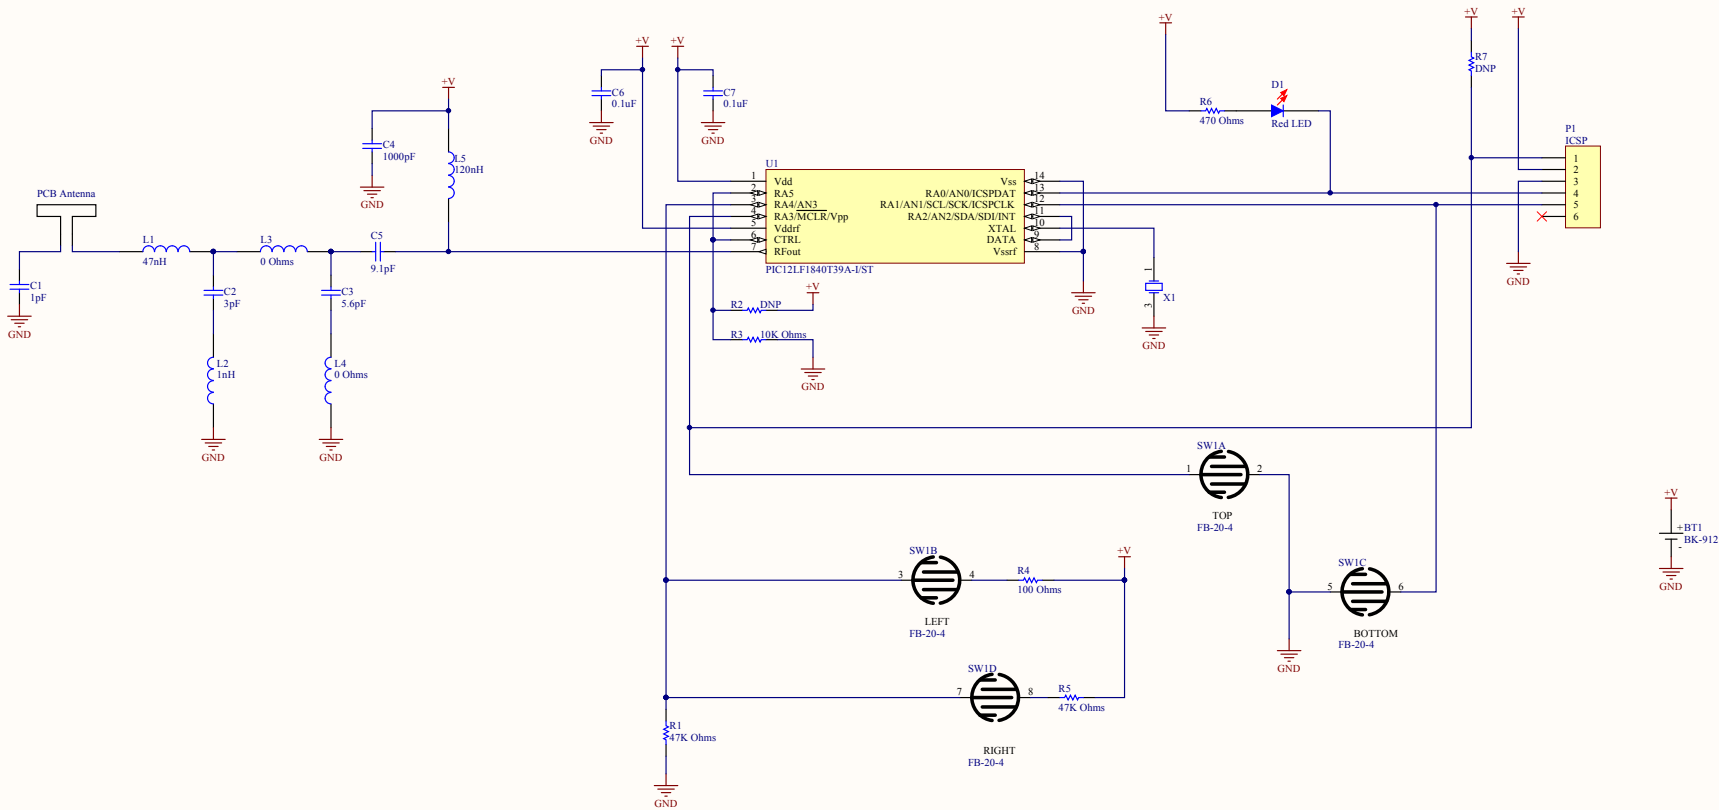 PCB Antenna
C1
1pF
GND
L1
47nH
C2
3pF
L2
1nH
GND
L3
0 Ohms
C3
5.6pF
L4
0 Ohms
GND
C5
9.1pF
+V
C4
1000pF
GND
L5
120nH
+V
C6
0.1uF
GND
+V
C7
0.1uF
GND
U1
1 Vdd
2 RA5
3 RA4/AN3
4 RA3/MCLR/Vpp
5 Vddrf
6 CTRL
7 RFout
Vss 14
RA0/AN0/ICSPDAT 13
RA1/AN1/SCL/SCK/ICSPCLK 12
RA2/AN2/SDA/SDI/INT 11
XTAL 10
DATA 9
Vssrf 8
PIC12LF1840T39A-I/ST
+V
R2 DNP
R3 10K Ohms
GND
GND
1
X1
3
GND
+V
R6
470 Ohms
D1
Red LED
+V
R7
DNP
+V
P1
ICSP
1
2
3
4
5
6
GND
SW1A
1
2
TOP
FB-20-4
SW1B
3
4
LEFT
FB-20-4
R4
100 Ohms
+V
SW1C
5
6
BOTTOM
FB-20-4
GND
SW1D
7
8
RIGHT
FB-20-4
R5
47K Ohms
R1
47K Ohms
GND
+V
+
BT1
BK-912
-
GND